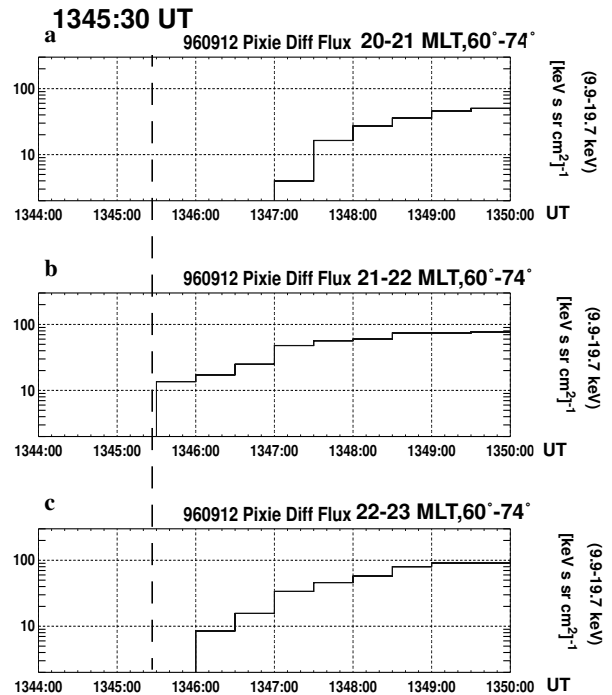 1345:30 UT
a
960912 Pixie Diff Flux 20-21 MLT,60°-74°
100
10
1344:00 1345:00 1346:00 1347:00 1348:00 1349:00 1350:00 UT
(9.9-19.7 keV)
[keV s sr cm²]⁻¹
b
960912 Pixie Diff Flux 21-22 MLT,60°-74°
100
10
1344:00 1345:00 1346:00 1347:00 1348:00 1349:00 1350:00 UT
(9.9-19.7 keV)
[keV s sr cm²]⁻¹
c
960912 Pixie Diff Flux 22-23 MLT,60°-74°
100
10
1344:00 1345:00 1346:00 1347:00 1348:00 1349:00 1350:00 UT
(9.9-19.7 keV)
[keV s sr cm²]⁻¹